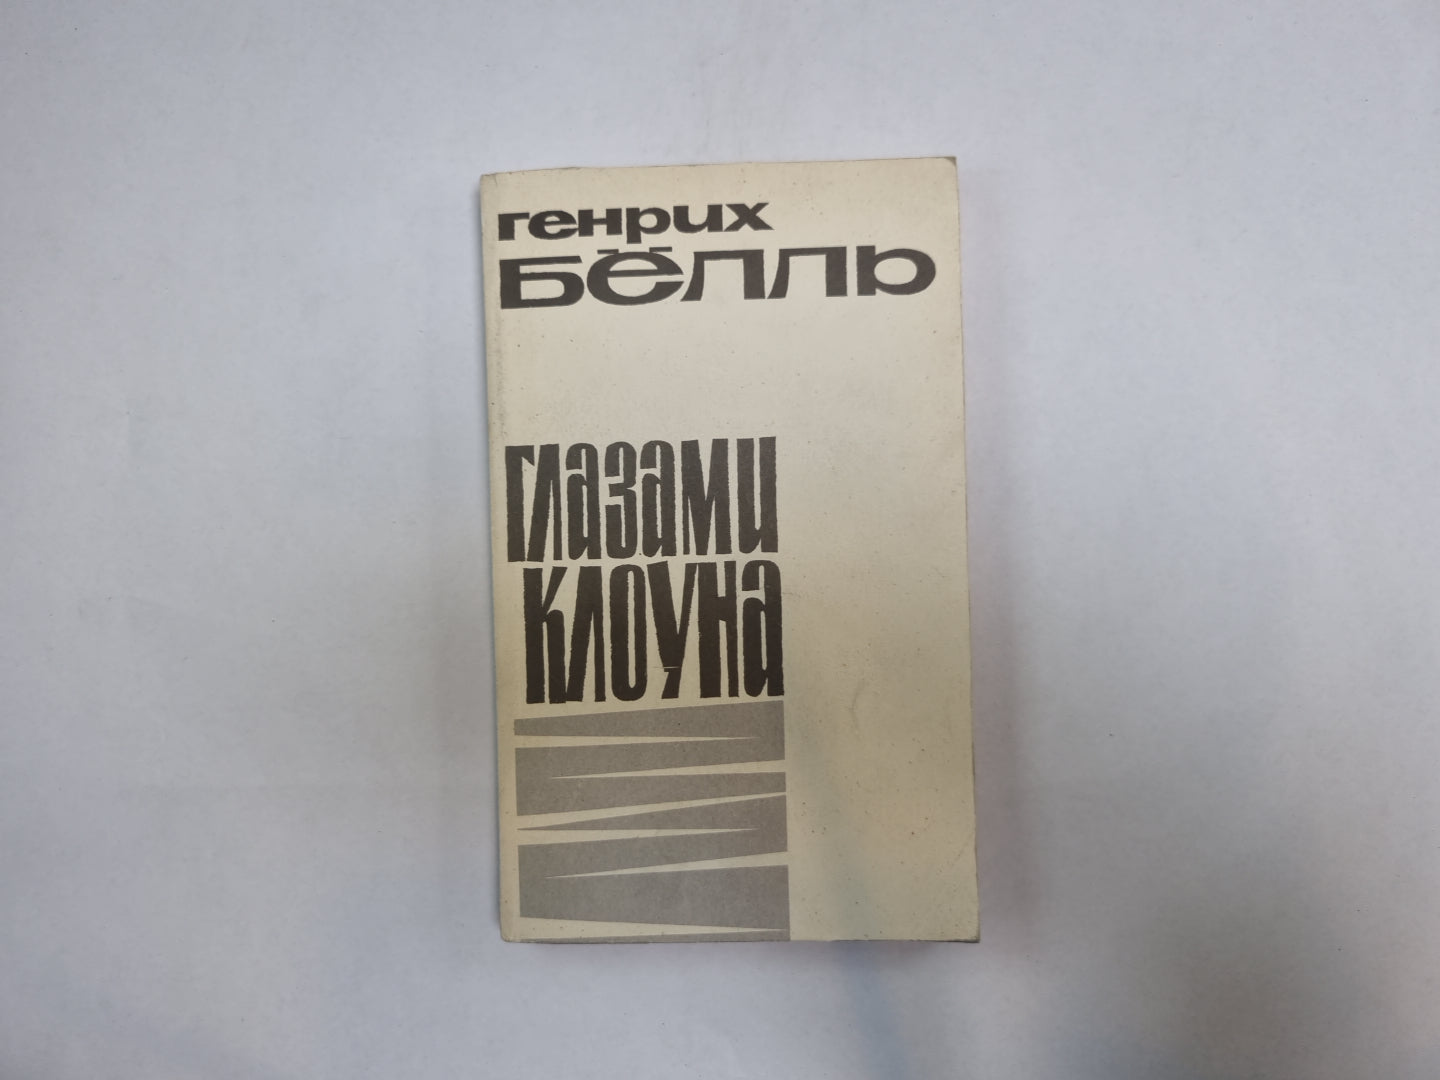 генрих
Бёлль
глазами
клоуна